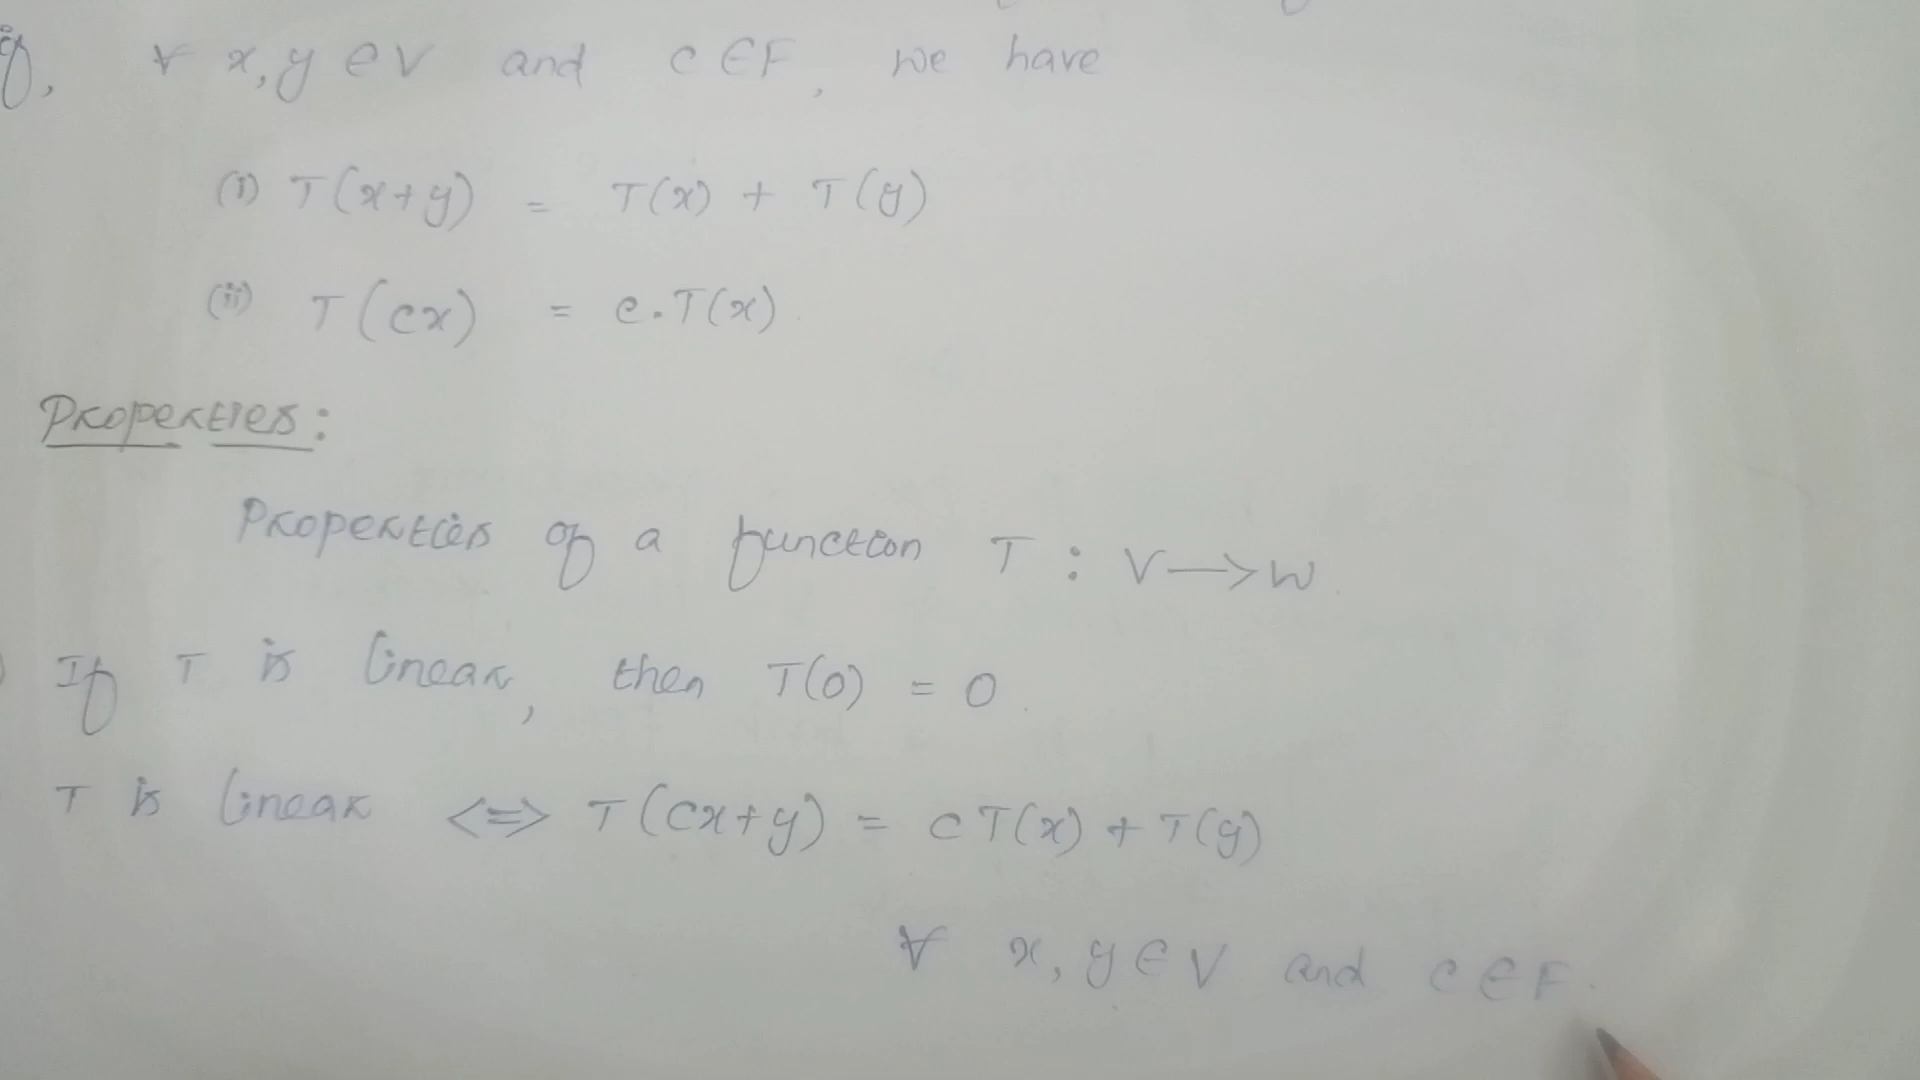 if, ∀ x,y ∈ V and c ∈ F, we have
(i) T(x+y) = T(x) + T(y)
(ii) T(cx) = c.T(x).
Properties:
Properties of a function T : V → W.
If T is linear, then T(0) = 0.
T is linear <=> T(cx+y) = cT(x) + T(y)
∀ x, y ∈ V and c ∈ F.